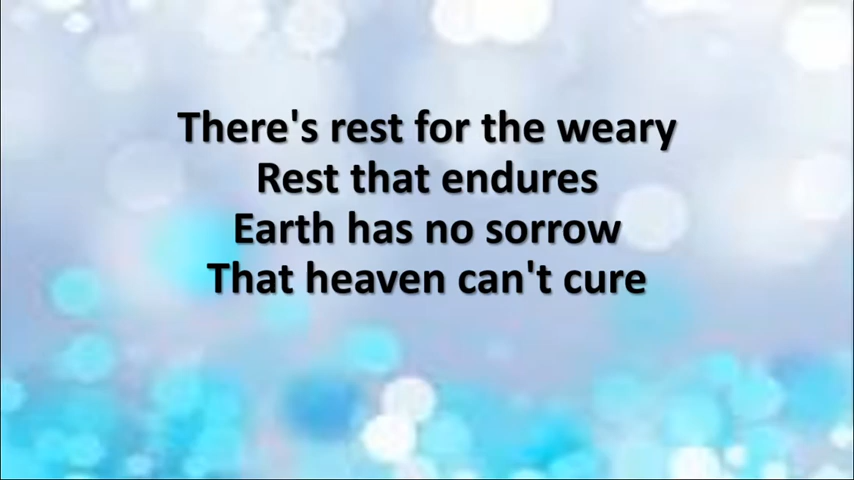 There's rest for the weary
Rest that endures
Earth has no sorrow
That heaven can't cure